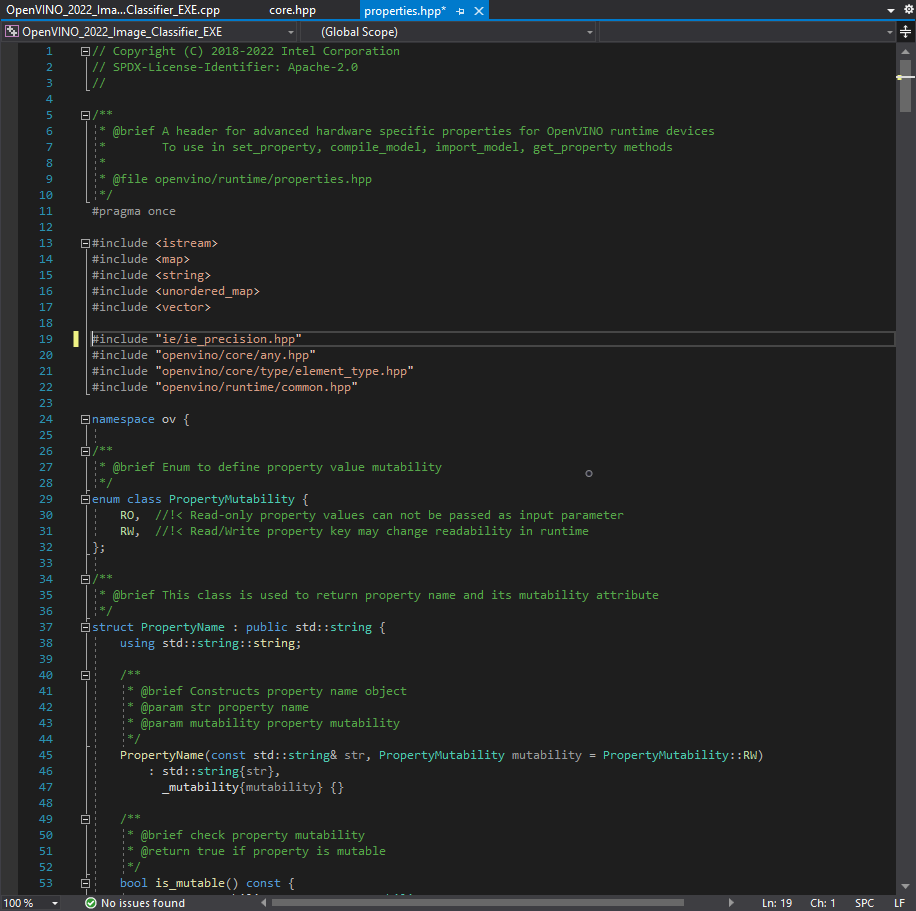 OpenVINO_2022_Ima...Classifier_EXE.cpp core.hpp properties.hpp*
OpenVINO_2022_Image_Classifier_EXE (Global Scope)
1 // Copyright (C) 2018-2022 Intel Corporation
2 // SPDX-License-Identifier: Apache-2.0
3 //
4
5 /**
6 * @brief A header for advanced hardware specific properties for OpenVINO runtime devices
7 * To use in set_property, compile_model, import_model, get_property methods
8 *
9 * @file openvino/runtime/properties.hpp
10 */
11 #pragma once
12
13 #include <istream>
14 #include <map>
15 #include <string>
16 #include <unordered_map>
17 #include <vector>
18
19 #include "ie/ie_precision.hpp"
20 #include "openvino/core/any.hpp"
21 #include "openvino/core/type/element_type.hpp"
22 #include "openvino/runtime/common.hpp"
23
24 namespace ov {
25
26 /**
27 * @brief Enum to define property value mutability
28 */
29 enum class PropertyMutability {
30 RO, //!< Read-only property values can not be passed as input parameter
31 RW, //!< Read/Write property key may change readability in runtime
32 };
33
34 /**
35 * @brief This class is used to return property name and its mutability attribute
36 */
37 struct PropertyName : public std::string {
38 using std::string::string;
39
40 /**
41 * @brief Constructs property name object
42 * @param str property name
43 * @param mutability property mutability
44 */
45 PropertyName(const std::string& str, PropertyMutability mutability = PropertyMutability::RW)
46 : std::string{str},
47 _mutability{mutability} {}
48
49 /**
50 * @brief check property mutability
51 * @return true if property is mutable
52 */
53 bool is_mutable() const {
100 % No issues found Ln: 19 Ch: 1 SPC LF